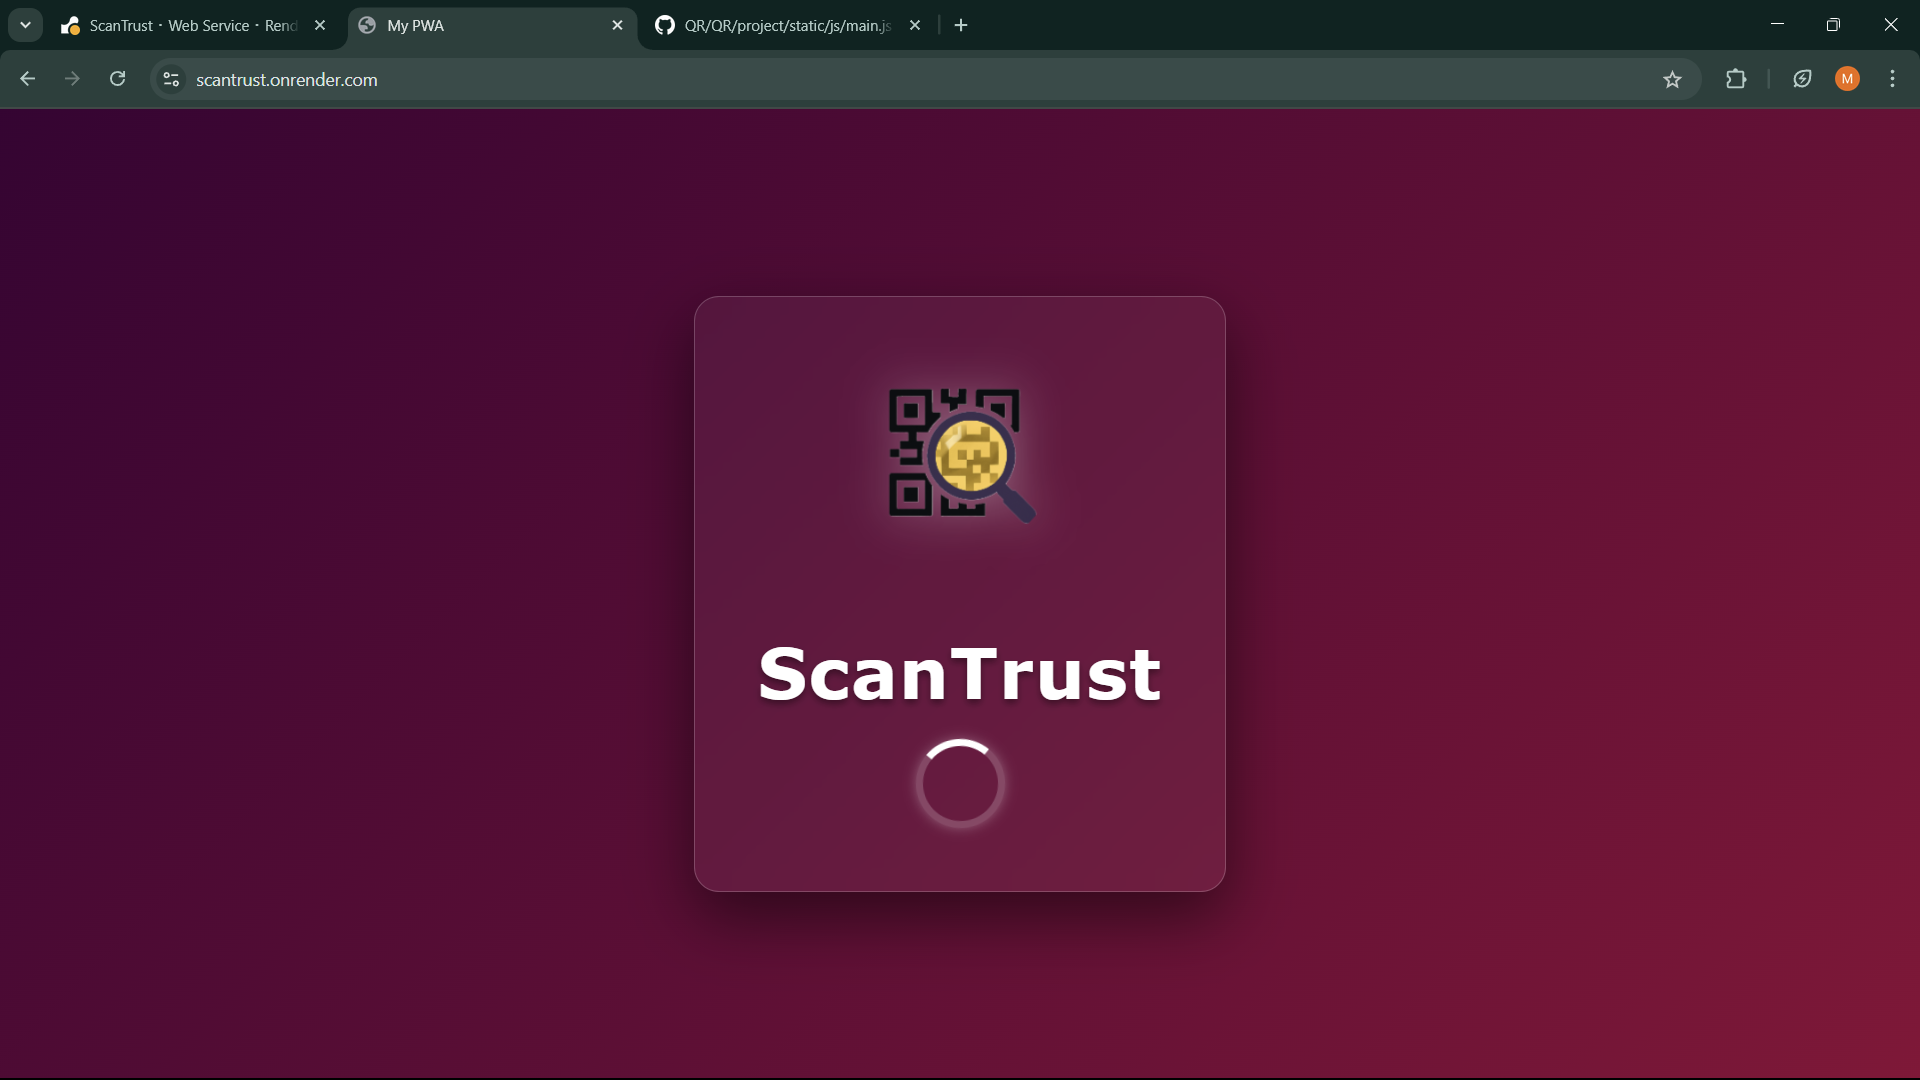 ScanTrust · Web Service · Rend
My PWA
QR/QR/project/static/js/main.js
scantrust.onrender.com
M
ScanTrust